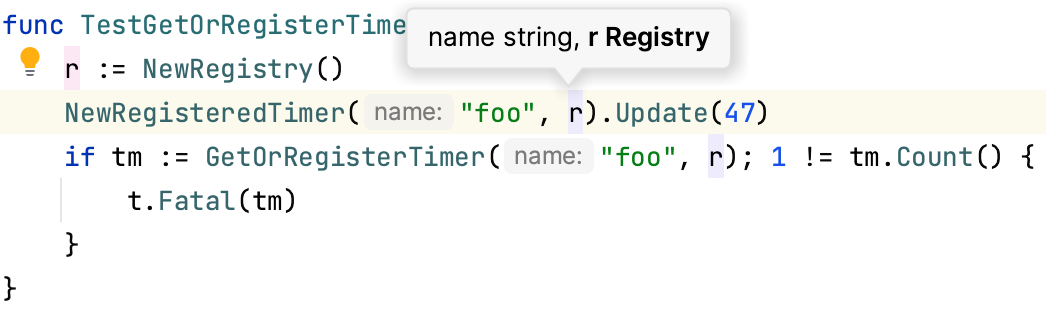 func TestGetOrRegisterTime
name string, r Registry
r := NewRegistry()
NewRegisteredTimer( name: "foo", r).Update(47)
if tm := GetOrRegisterTimer( name: "foo", r); 1 != tm.Count() {
t.Fatal(tm)
}
}